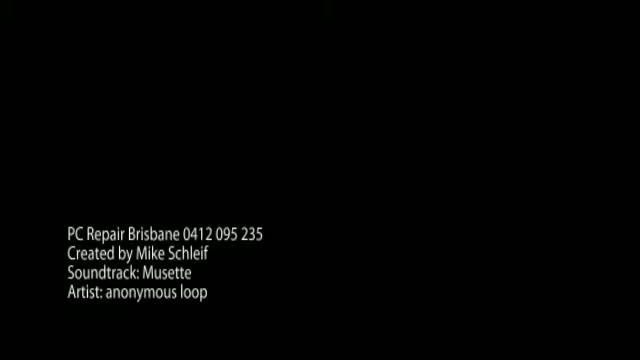 PC Repair Brisbane 0412 095 235
Created by Mike Schleif
Soundtrack: Musette
Artist: anonymous loop